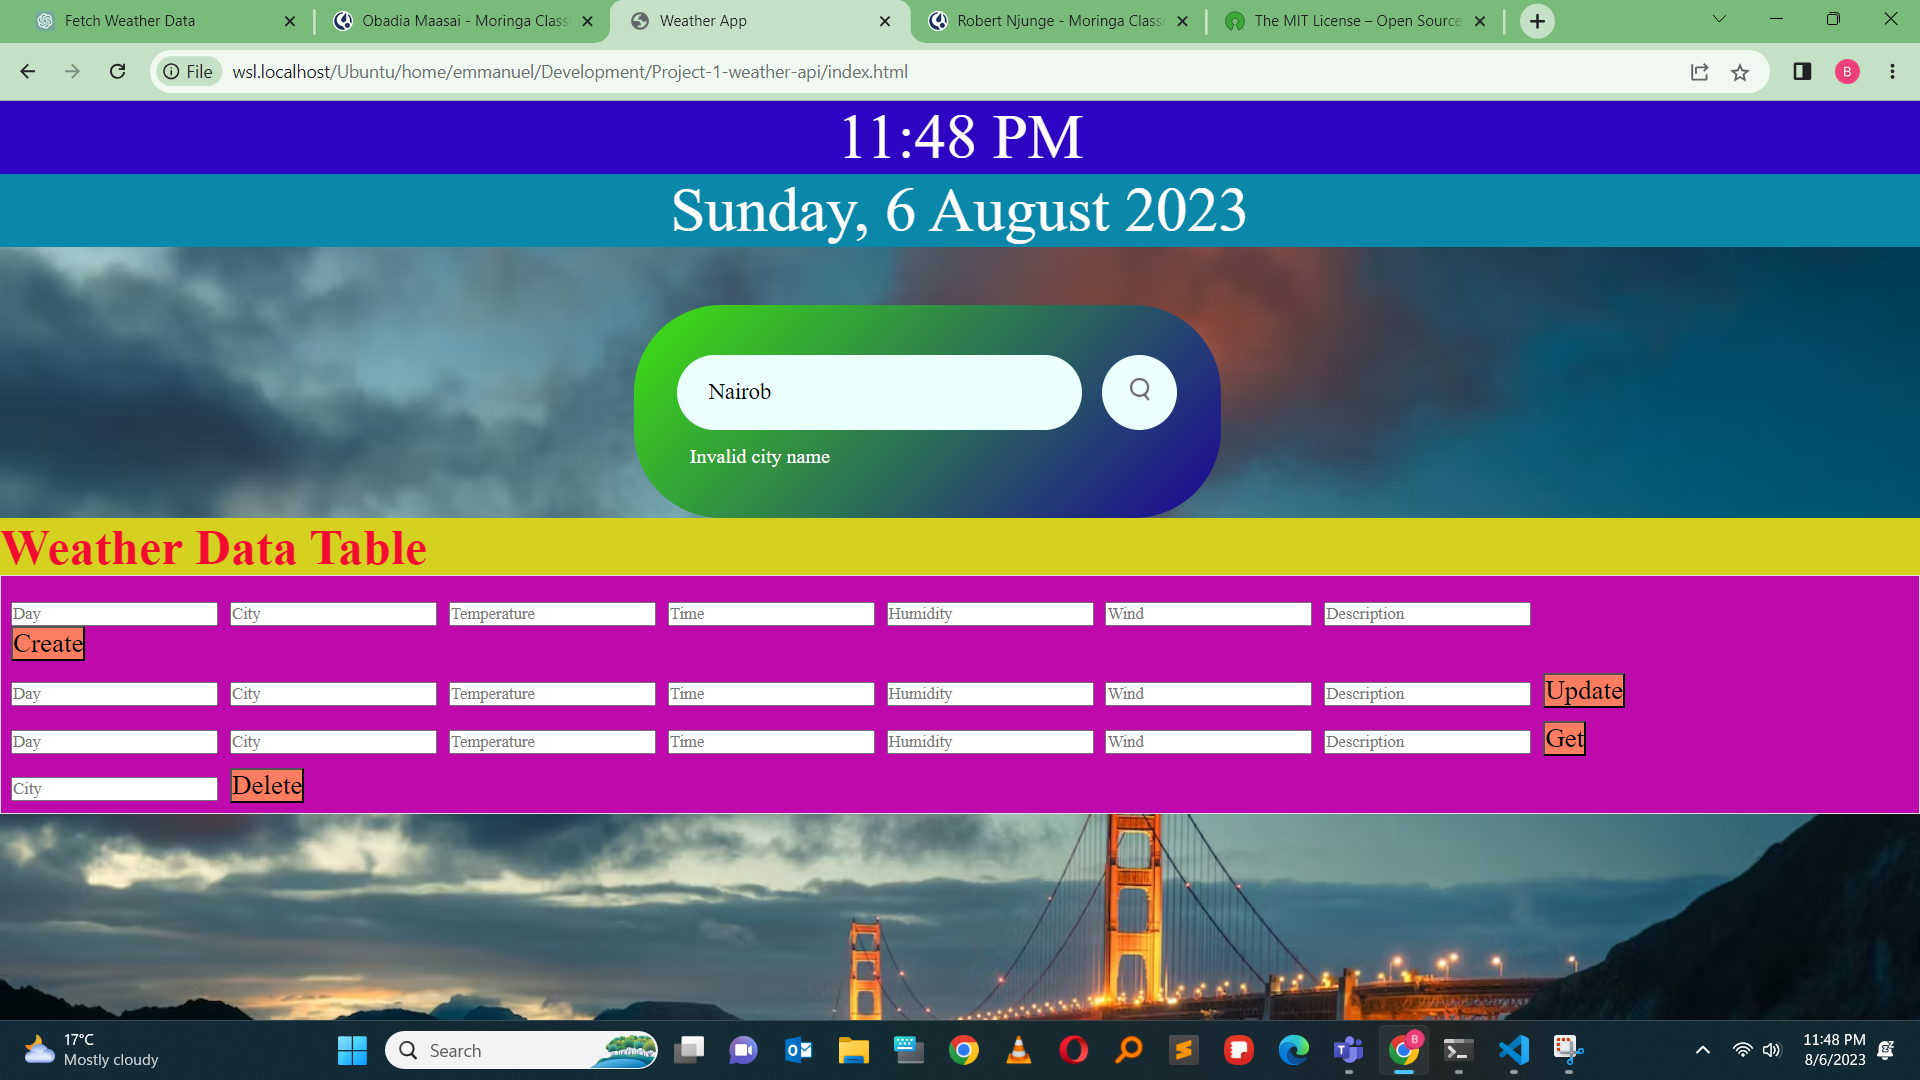 Fetch Weather Data
Obadia Maasai - Moringa Class
Weather App
Robert Njunge - Moringa Class
The MIT License – Open Source
File
wsl.localhost/Ubuntu/home/emmanuel/Development/Project-1-weather-api/index.html
B
11:48 PM
Sunday, 6 August 2023
Nairob
Invalid city name
Weather Data Table
Day City Temperature Time Humidity Wind Description
Create
Day City Temperature Time Humidity Wind Description Update
Day City Temperature Time Humidity Wind Description Get
City Delete
17°C
Mostly cloudy
Search
B
11:48 PM
8/6/2023